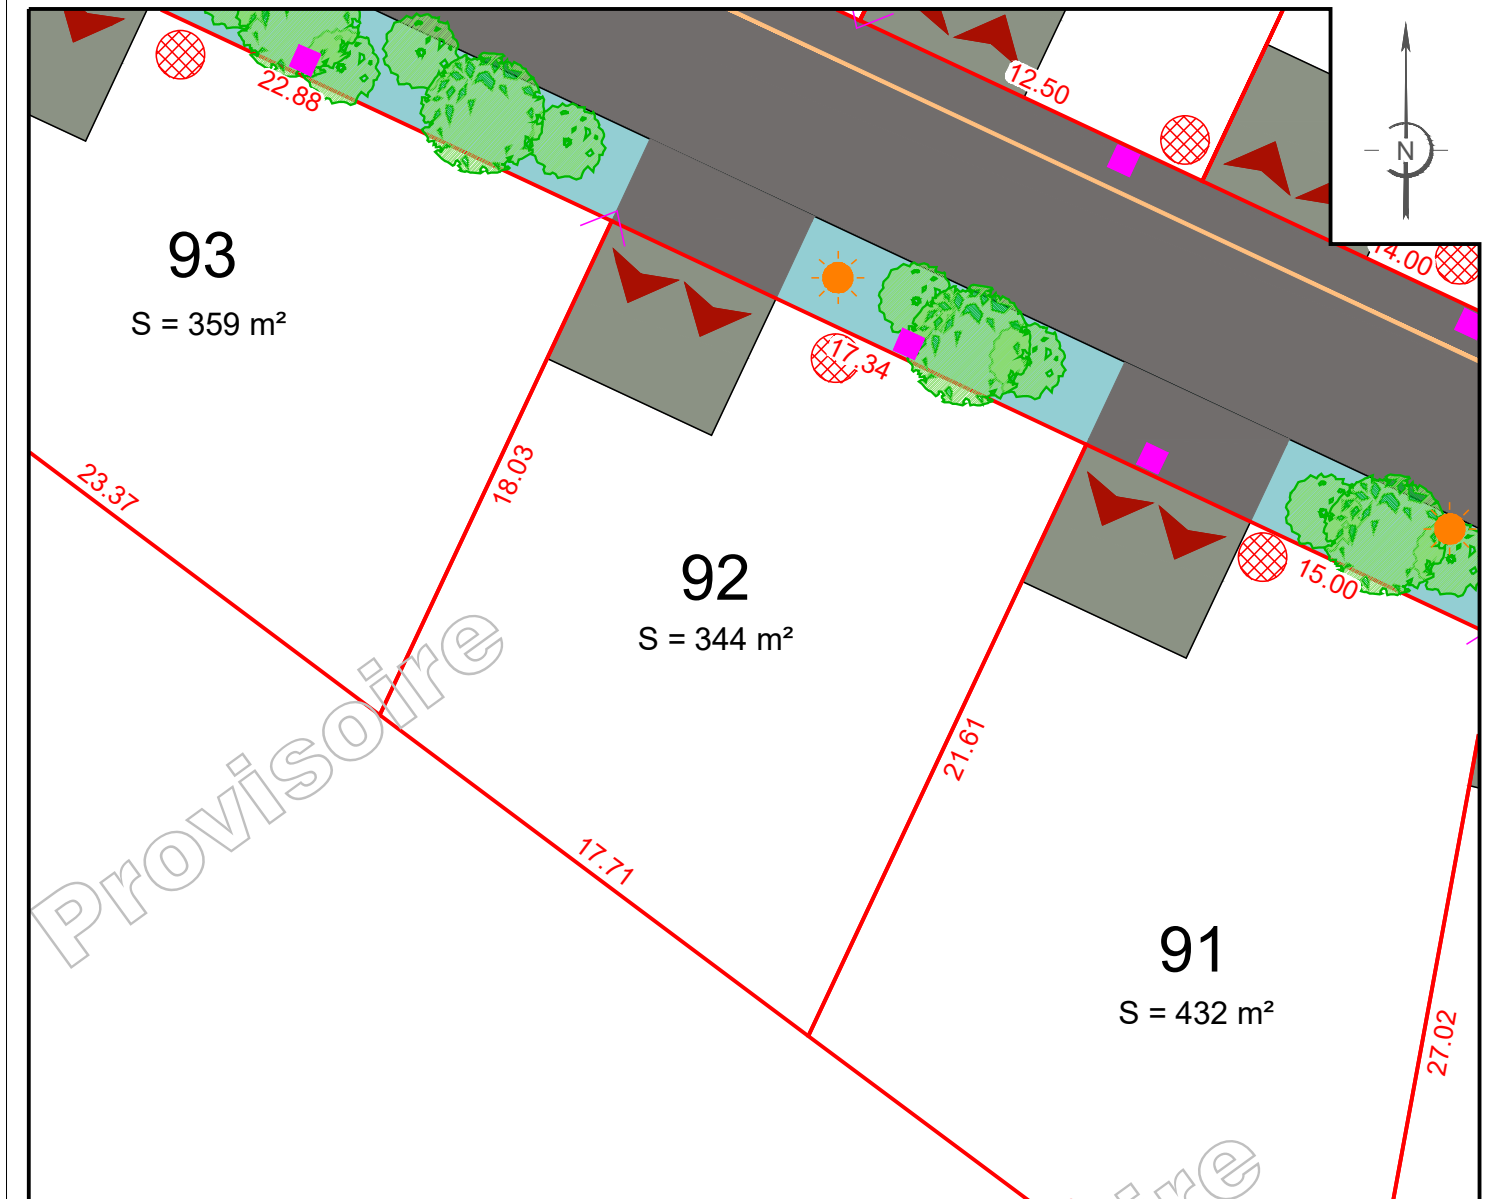 22.88
12.50
N
14.00
93
S = 359 m²
17.34
23.37
18.03
15.00
92
S = 344 m²
Provisoire
21.61
17.71
91
S = 432 m²
27.02
ire